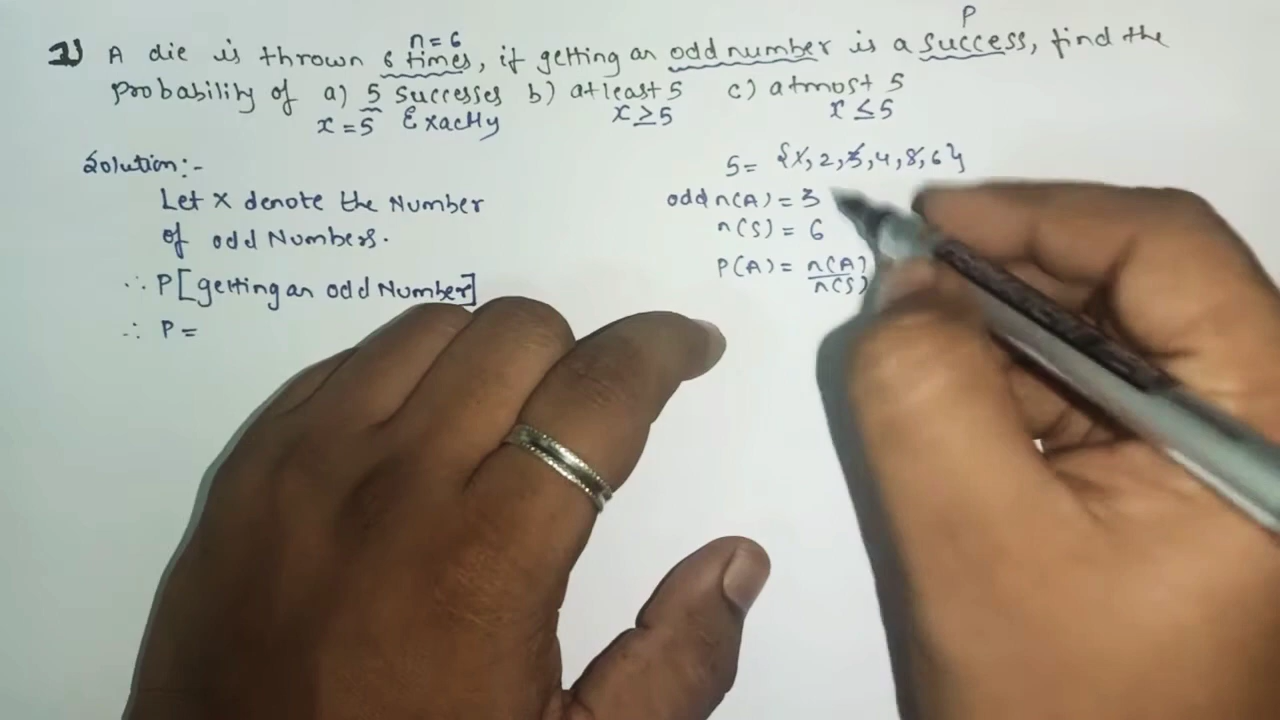 P
n=6
1) A die is thrown 6 times, if getting an odd number is a success, find the
probability of a) 5 successes b) atleast 5 c) atmost 5
x=5 Exactly x≥5 x≤5
Solution:-
S= {1, 2, 3, 4, 5, 6}
Let x denote the Number
odd n(A) = 3
of odd Numbers.
n(S) = 6
∴ P[getting an odd Number]
P(A) = n(A)
n(S)
∴ P =